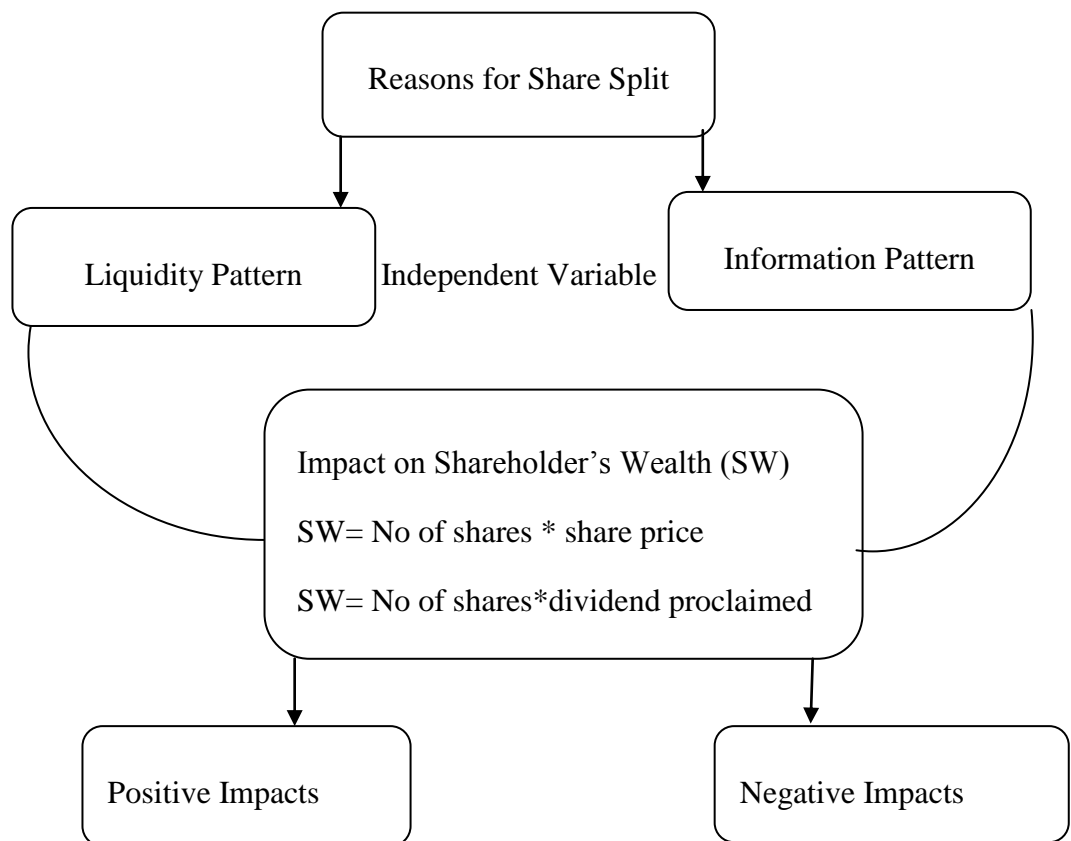 Reasons for Share Split
Liquidity Pattern
Independent Variable
Information Pattern
Impact on Shareholder’s Wealth (SW)
SW= No of shares * share price
SW= No of shares*dividend proclaimed
Positive Impacts
Negative Impacts